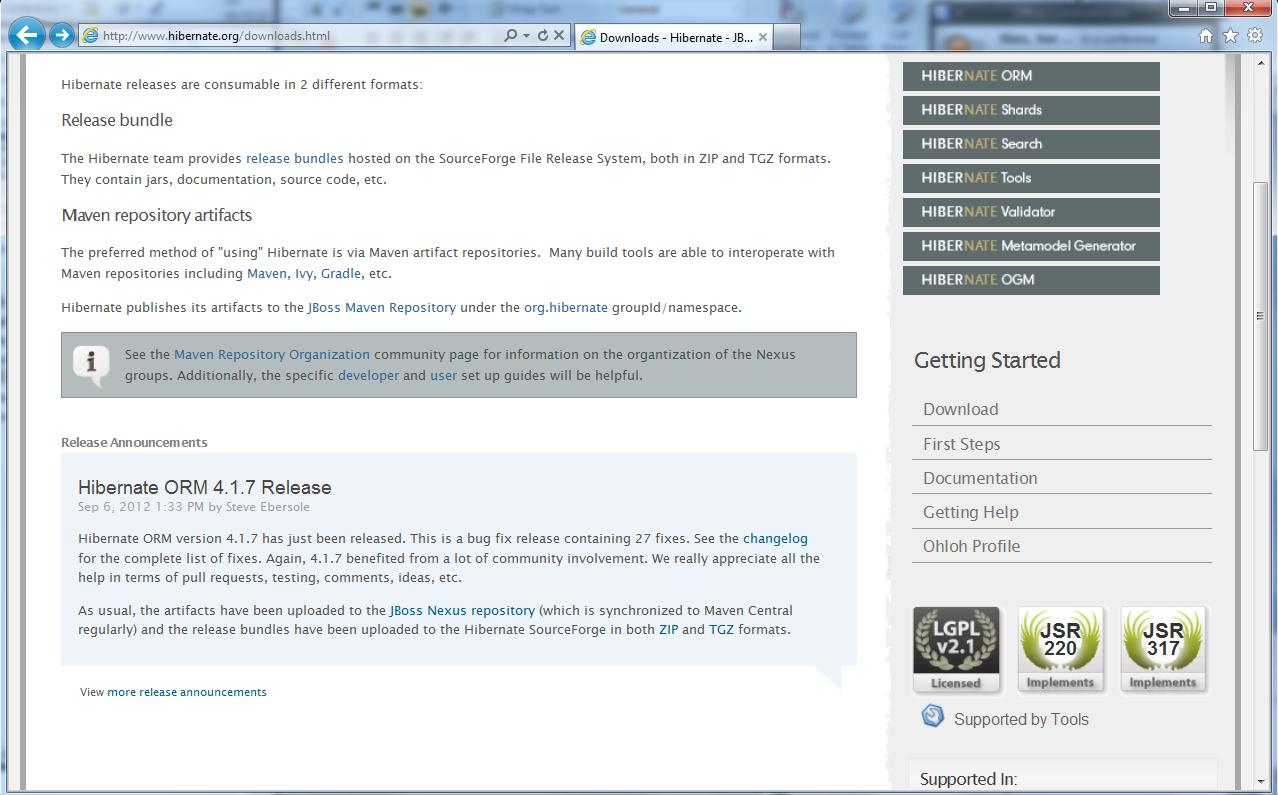 http://www.hibernate.org/downloads.html
Downloads - Hibernate - JB...
Hibernate releases are consumable in 2 different formats:
Release bundle
The Hibernate team provides release bundles hosted on the SourceForge File Release System, both in ZIP and TGZ formats.
They contain jars, documentation, source code, etc.
Maven repository artifacts
The preferred method of "using" Hibernate is via Maven artifact repositories.  Many build tools are able to interoperate with
Maven repositories including Maven, Ivy, Gradle, etc.
Hibernate publishes its artifacts to the JBoss Maven Repository under the org.hibernate groupId/namespace.
See the Maven Repository Organization community page for information on the organtization of the Nexus
groups. Additionally, the specific developer and user set up guides will be helpful.
Release Announcements
Hibernate ORM 4.1.7 Release
Sep 6, 2012 1:33 PM by Steve Ebersole
Hibernate ORM version 4.1.7 has just been released. This is a bug fix release containing 27 fixes. See the changelog
for the complete list of fixes. Again, 4.1.7 benefited from a lot of community involvement. We really appreciate all the
help in terms of pull requests, testing, comments, ideas, etc.
As usual, the artifacts have been uploaded to the JBoss Nexus repository (which is synchronized to Maven Central
regularly) and the release bundles have been uploaded to the Hibernate SourceForge in both ZIP and TGZ formats.
View more release announcements
HIBERNATE ORM
HIBERNATE Shards
HIBERNATE Search
HIBERNATE Tools
HIBERNATE Validator
HIBERNATE Metamodel Generator
HIBERNATE OGM
Getting Started
Download
First Steps
Documentation
Getting Help
Ohloh Profile
LGPL
v2.1
Licensed
JSR
220
Implements
JSR
317
Implements
Supported by Tools
Supported In: